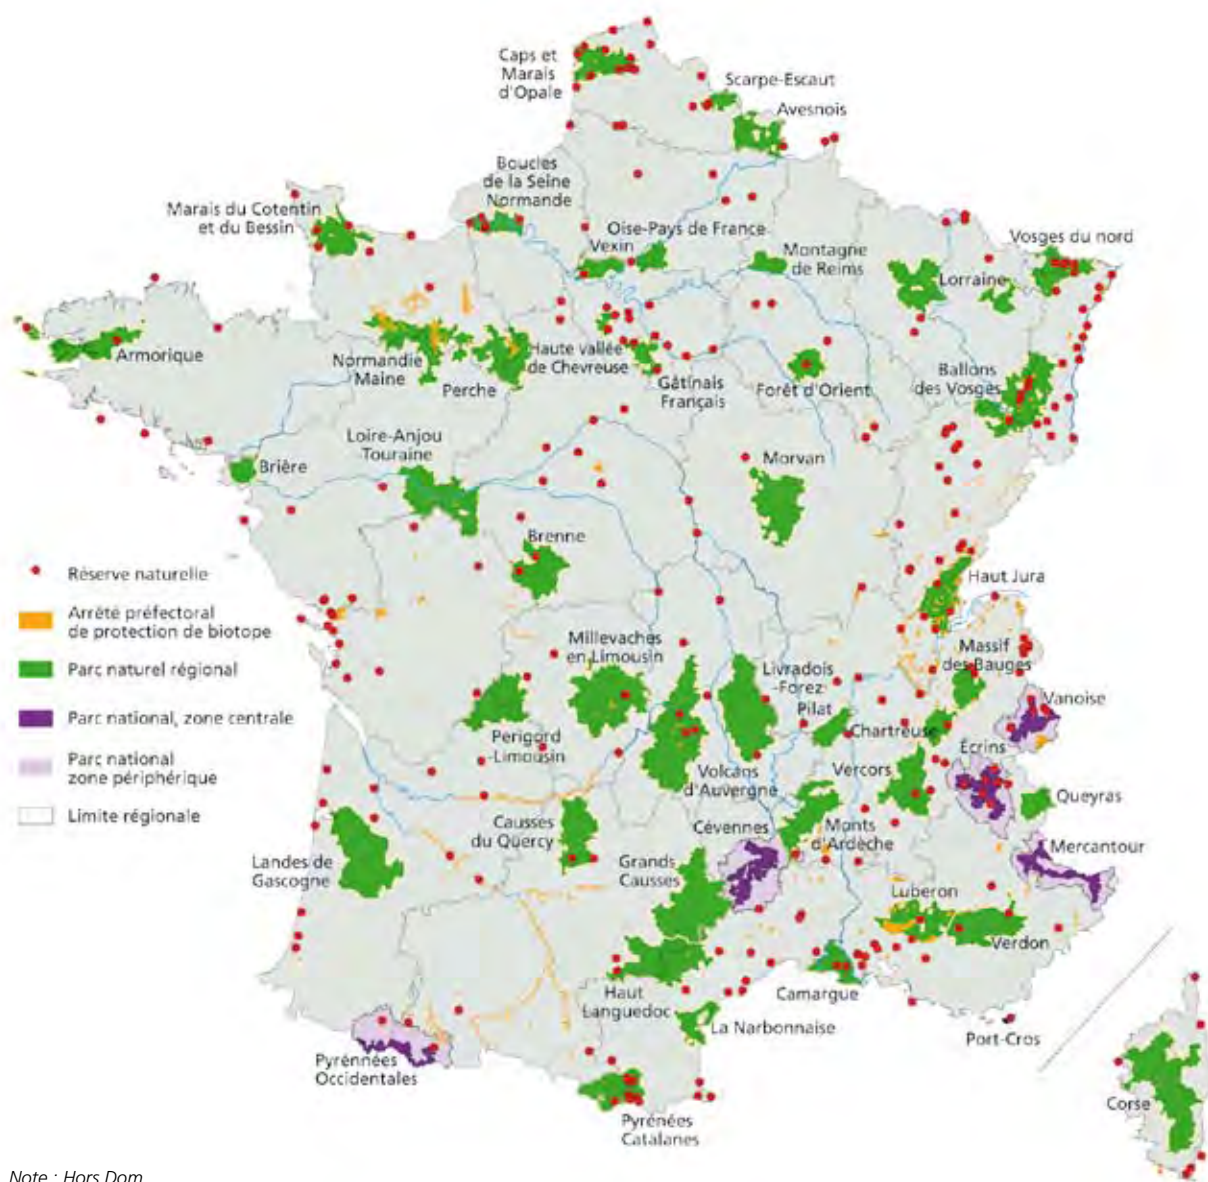 Caps et
Marais
d'Opale
Scarpe-Escaut
Avesnois
Boucles
de la Seine
Normande
Marais du Cotentin
et du Bessin
Oise-Pays de France
Vexin
Montagne
de Reims
Vosges du nord
Lorraine
Armorique
Normandie
Maine
Perche
Haute vallée
de Chevreuse
Gâtinais
Français
Forêt d'Orient
Ballons
des Vosges
Loire-Anjou
Touraine
Brière
Morvan
Brenne
Haut Jura
Réserve naturelle
Arrêté préfectoral
de protection de biotope
Parc naturel régional
Parc national, zone centrale
Parc national
zone périphérique
Limite régionale
Millevaches
en Limousin
Livradois
-Forez
Pilat
Massif
des Bauges
Vanoise
Chartreuse
Périgord
-Limousin
Volcans
d'Auvergne
Vercors
Écrins
Queyras
Causses
du Quercy
Cévennes
Monts
d'Ardèche
Mercantour
Landes de
Gascogne
Grands
Causses
Luberon
Verdon
Haut
Languedoc
Camargue
La Narbonnaise
Port-Cros
Pyrénnées
Occidentales
Pyrénées
Catalanes
Corse
Note : Hors Dom